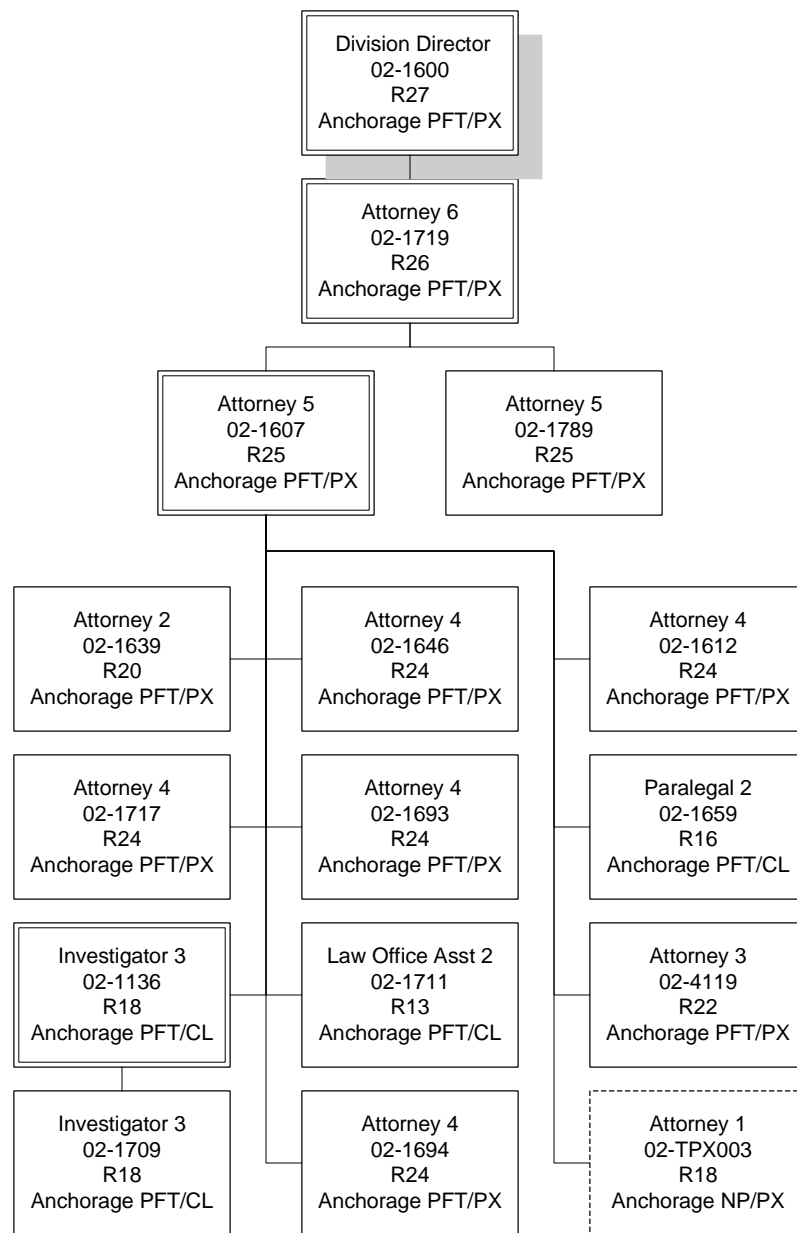 Division Director
02-1600
R27
Anchorage PFT/PX
Attorney 6
02-1719
R26
Anchorage PFT/PX
Attorney 5
02-1607
R25
Anchorage PFT/PX
Attorney 5
02-1789
R25
Anchorage PFT/PX
Attorney 2
02-1639
R20
Anchorage PFT/PX
Attorney 4
02-1646
R24
Anchorage PFT/PX
Attorney 4
02-1612
R24
Anchorage PFT/PX
Attorney 4
02-1717
R24
Anchorage PFT/PX
Attorney 4
02-1693
R24
Anchorage PFT/PX
Paralegal 2
02-1659
R16
Anchorage PFT/CL
Investigator 3
02-1136
R18
Anchorage PFT/CL
Law Office Asst 2
02-1711
R13
Anchorage PFT/CL
Attorney 3
02-4119
R22
Anchorage PFT/PX
Investigator 3
02-1709
R18
Anchorage PFT/CL
Attorney 4
02-1694
R24
Anchorage PFT/PX
Attorney 1
02-TPX003
R18
Anchorage NP/PX